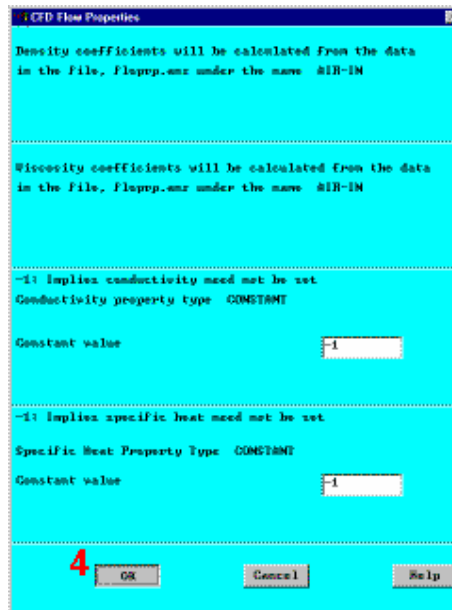 CFD Flow Properties
Density coefficients will be calculated from the data
in the file, floprp.ans under the name AIR-IN
Viscosity coefficients will be calculated from the data
in the file, floprp.ans under the name AIR-IN
-1: Implies conductivity need not be set
Conductivity property type CONSTANT
Constant value -1
-1: Implies specific heat need not be set
Specific Heat Property Type CONSTANT
Constant value -1
4 OK Cancel Help